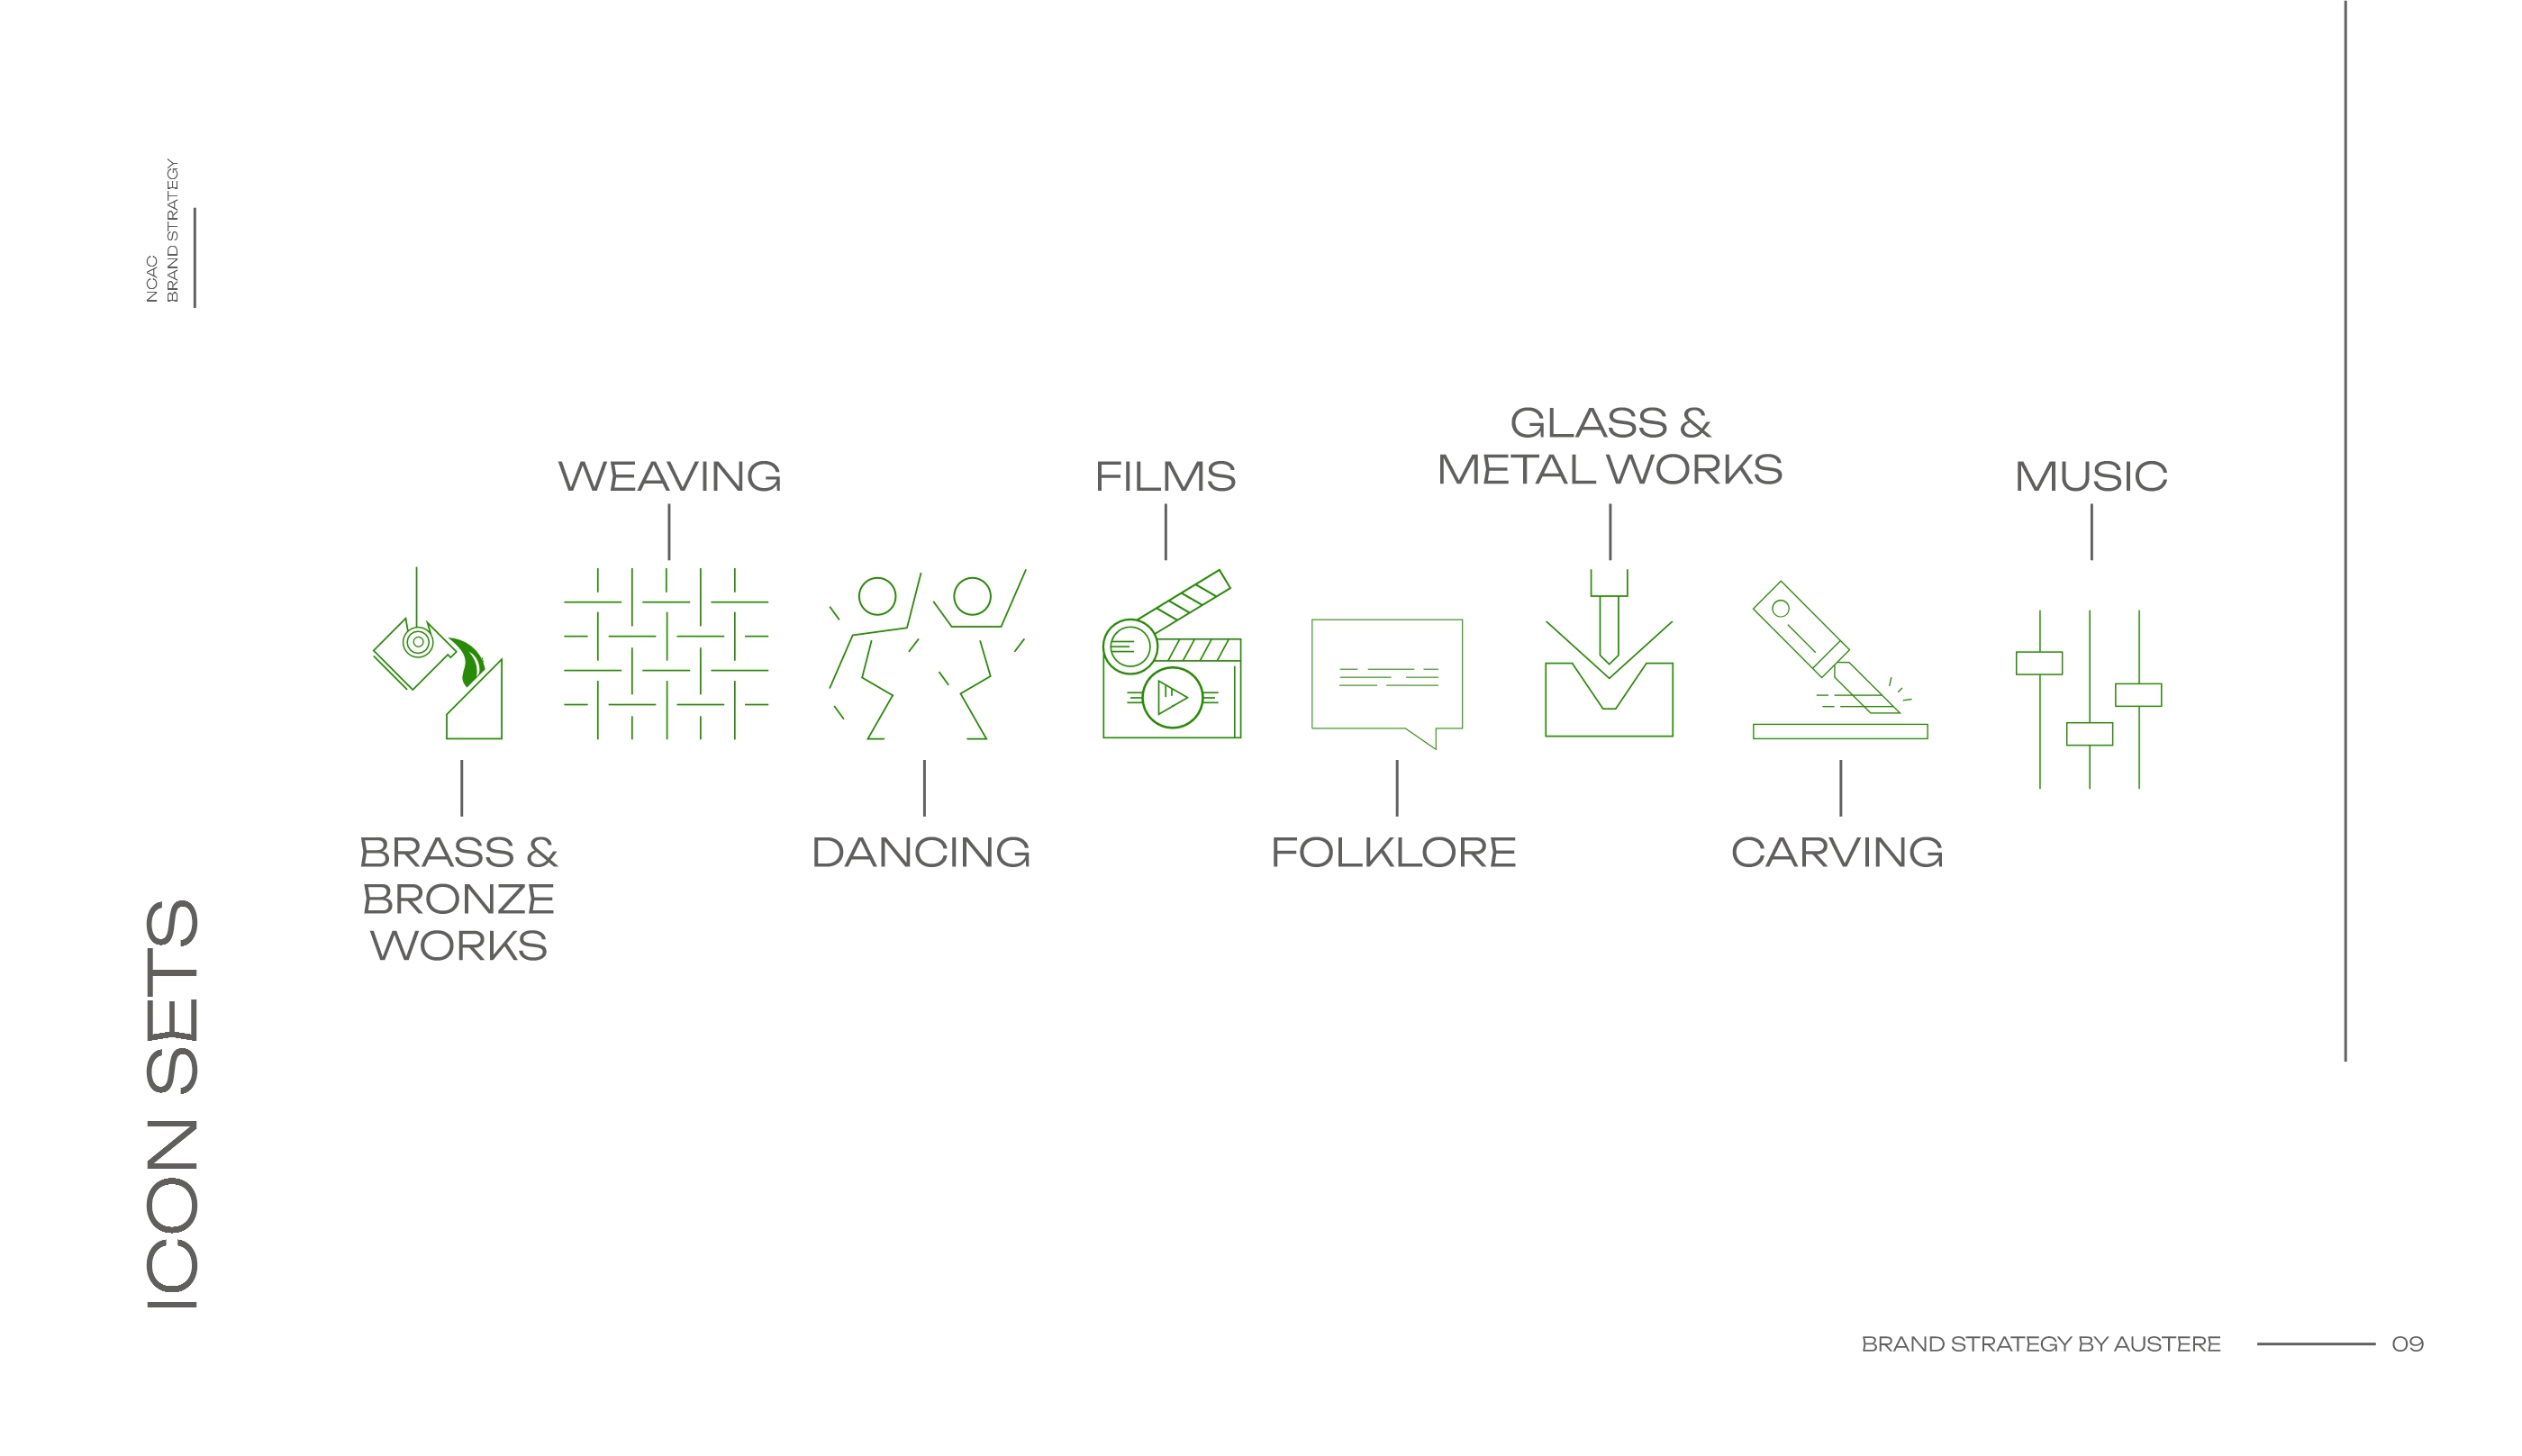 NCAC
BRAND STRATEGY
ICON SETS
BRASS &
BRONZE
WORKS
WEAVING
DANCING
FILMS
FOLKLORE
GLASS &
METAL WORKS
CARVING
MUSIC
BRAND STRATEGY BY AUSTERE
09